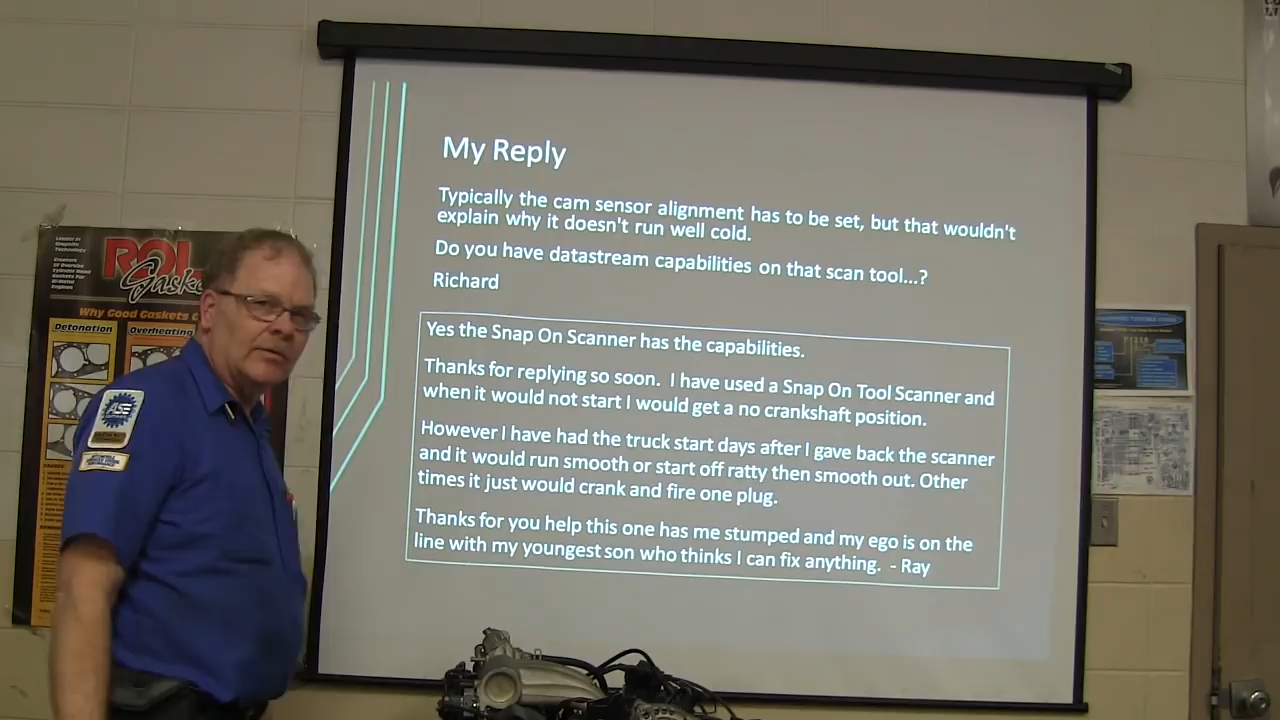 My Reply
Typically the cam sensor alignment has to be set, but that wouldn't
explain why it doesn't run well cold.
Do you have datastream capabilities on that scan tool...?
Richard
Yes the Snap On Scanner has the capabilities.
Thanks for replying so soon. I have used a Snap On Tool Scanner and
when it would not start I would get a no crankshaft position.
However I have had the truck start days after I gave back the scanner
and it would run smooth or start off ratty then smooth out. Other
times it just would crank and fire one plug.
Thanks for you help this one has me stumped and my ego is on the
line with my youngest son who thinks I can fix anything. - Ray
ROL
Gaske
Why Good Gaskets
Detonation
Overheating
ASE